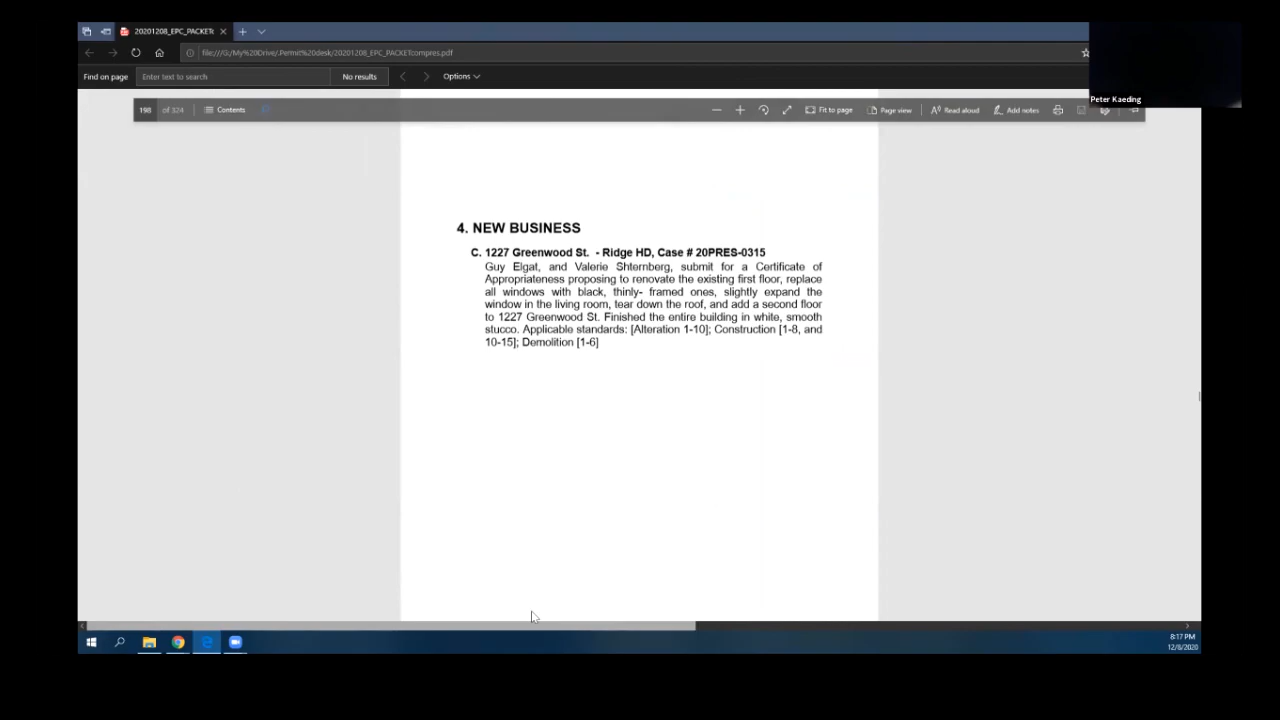 20201208_EPC_PACKETc
file:///G:/My%20Drive/.Permit%20desk/20201208_EPC_PACKETcompres.pdf
Find on page
Enter text to search
No results
Options
Peter Kaeding
198 of 324
Contents
Fit to page
Page view
Read aloud
Add notes
4. NEW BUSINESS
C. 1227 Greenwood St. - Ridge HD, Case # 20PRES-0315
Guy Elgat, and Valerie Shternberg, submit for a Certificate of
Appropriateness proposing to renovate the existing first floor, replace
all windows with black, thinly- framed ones, slightly expand the
window in the living room, tear down the roof, and add a second floor
to 1227 Greenwood St. Finished the entire building in white, smooth
stucco. Applicable standards: [Alteration 1-10]; Construction [1-8, and
10-15]; Demolition [1-6]
8:17 PM
12/8/2020